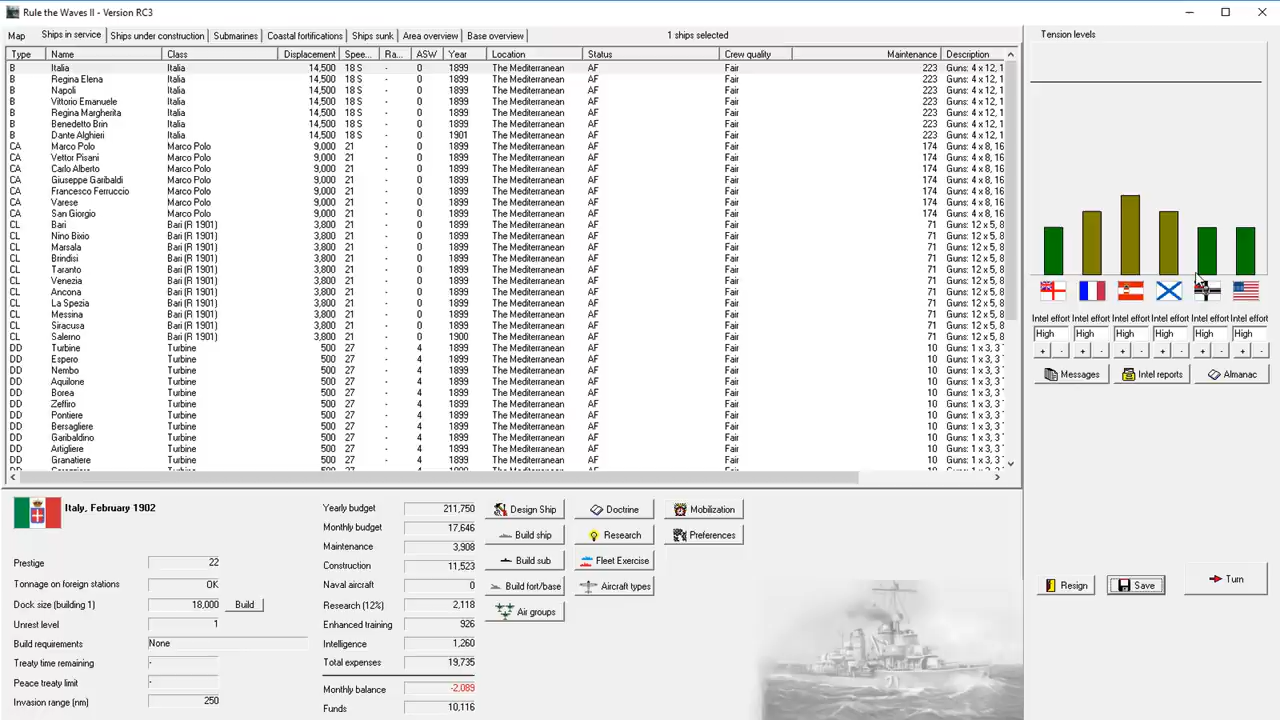 Rule the Waves II - Version RC3
Map Ships in service Ships under construction Submarines Coastal fortifications Ships sunk Area overview Base overview 1 ships selected
Type Name Class Displacement Spee... Ra... ASW Year Location Status Crew quality Maintenance Description
B Italia Italia 14,500 18 S - 0 1899 The Mediterranean AF Fair 223 Guns: 4 x 12, 1
B Regina Elena Italia 14,500 18 S - 0 1899 The Mediterranean AF Fair 223 Guns: 4 x 12, 1
B Napoli Italia 14,500 18 S - 0 1899 The Mediterranean AF Fair 223 Guns: 4 x 12, 1
B Vittorio Emanuele Italia 14,500 18 S - 0 1899 The Mediterranean AF Fair 223 Guns: 4 x 12, 1
B Regina Margherita Italia 14,500 18 S - 0 1899 The Mediterranean AF Fair 223 Guns: 4 x 12, 1
B Benedetto Brin Italia 14,500 18 S - 0 1899 The Mediterranean AF Fair 223 Guns: 4 x 12, 1
B Dante Alghieri Italia 14,500 18 S - 0 1901 The Mediterranean AF Fair 223 Guns: 4 x 12, 1
CA Marco Polo Marco Polo 9,000 21 - 0 1899 The Mediterranean AF Fair 174 Guns: 4 x 8, 16
CA Vettor Pisani Marco Polo 9,000 21 - 0 1899 The Mediterranean AF Fair 174 Guns: 4 x 8, 16
CA Carlo Alberto Marco Polo 9,000 21 - 0 1899 The Mediterranean AF Fair 174 Guns: 4 x 8, 16
CA Giuseppe Garibaldi Marco Polo 9,000 21 - 0 1899 The Mediterranean AF Fair 174 Guns: 4 x 8, 16
CA Francesco Ferruccio Marco Polo 9,000 21 - 0 1899 The Mediterranean AF Fair 174 Guns: 4 x 8, 16
CA Varese Marco Polo 9,000 21 - 0 1899 The Mediterranean AF Fair 174 Guns: 4 x 8, 16
CA San Giorgio Marco Polo 9,000 21 - 0 1899 The Mediterranean AF Fair 174 Guns: 4 x 8, 16
CL Bari Bari (R 1901) 3,800 21 - 0 1899 The Mediterranean AF Fair 71 Guns: 12 x 5, 8
CL Nino Bixio Bari (R 1901) 3,800 21 - 0 1899 The Mediterranean AF Fair 71 Guns: 12 x 5, 8
CL Marsala Bari (R 1901) 3,800 21 - 0 1899 The Mediterranean AF Fair 71 Guns: 12 x 5, 8
CL Brindisi Bari (R 1901) 3,800 21 - 0 1899 The Mediterranean AF Fair 71 Guns: 12 x 5, 8
CL Taranto Bari (R 1901) 3,800 21 - 0 1899 The Mediterranean AF Fair 71 Guns: 12 x 5, 8
CL Venezia Bari (R 1901) 3,800 21 - 0 1899 The Mediterranean AF Fair 71 Guns: 12 x 5, 8
CL Ancona Bari (R 1901) 3,800 21 - 0 1899 The Mediterranean AF Fair 71 Guns: 12 x 5, 8
CL La Spezia Bari (R 1901) 3,800 21 - 0 1899 The Mediterranean AF Fair 71 Guns: 12 x 5, 8
CL Messina Bari (R 1901) 3,800 21 - 0 1899 The Mediterranean AF Fair 71 Guns: 12 x 5, 8
CL Siracusa Bari (R 1901) 3,800 21 - 0 1899 The Mediterranean AF Fair 71 Guns: 12 x 5, 8
CL Salerno Bari (R 1901) 3,800 21 - 0 1900 The Mediterranean AF Fair 71 Guns: 12 x 5, 8
DD Turbine Turbine 500 27 - 4 1899 The Mediterranean AF Fair 10 Guns: 1 x 3, 3
DD Espero Turbine 500 27 - 4 1899 The Mediterranean AF Fair 10 Guns: 1 x 3, 3
DD Nembo Turbine 500 27 - 4 1899 The Mediterranean AF Fair 10 Guns: 1 x 3, 3
DD Aquilone Turbine 500 27 - 4 1899 The Mediterranean AF Fair 10 Guns: 1 x 3, 3
DD Borea Turbine 500 27 - 4 1899 The Mediterranean AF Fair 10 Guns: 1 x 3, 3
DD Zeffiro Turbine 500 27 - 4 1899 The Mediterranean AF Fair 10 Guns: 1 x 3, 3
DD Pontiere Turbine 500 27 - 4 1899 The Mediterranean AF Fair 10 Guns: 1 x 3, 3
DD Bersagliere Turbine 500 27 - 4 1899 The Mediterranean AF Fair 10 Guns: 1 x 3, 3
DD Garibaldino Turbine 500 27 - 4 1899 The Mediterranean AF Fair 10 Guns: 1 x 3, 3
DD Artigliere Turbine 500 27 - 4 1899 The Mediterranean AF Fair 10 Guns: 1 x 3, 3
DD Granatiere Turbine 500 27 - 4 1899 The Mediterranean AF Fair 10 Guns: 1 x 3, 3
Tension levels
Intel effort Intel effort Intel effort Intel effort Intel effort Intel effort
High High High High High High
+ - + - + - + - + - + -
Messages Intel reports Almanac
Italy, February 1902
Prestige 22
Tonnage on foreign stations OK
Dock size (building 1) 18,000 Build
Unrest level 1
Build requirements None
Treaty time remaining -
Peace treaty limit -
Invasion range (nm) 250
Yearly budget 211,750
Monthly budget 17,646
Maintenance 3,908
Construction 11,523
Naval aircraft 0
Research (12%) 2,118
Enhanced training 926
Intelligence 1,260
Total expenses 19,735
Monthly balance -2,089
Funds 10,116
Design Ship Doctrine Mobilization
Build ship Research Preferences
Build sub Fleet Exercise
Build fort/base Aircraft types
Air groups
Resign Save Turn
71